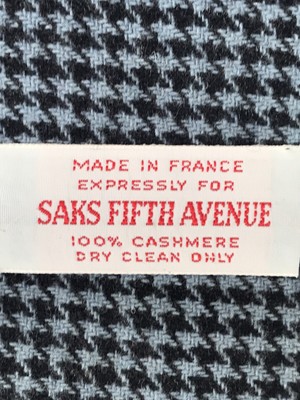 MADE IN FRANCE
EXPRESSLY FOR
SAKS FIFTH AVENUE
100% CASHMERE
DRY CLEAN ONLY